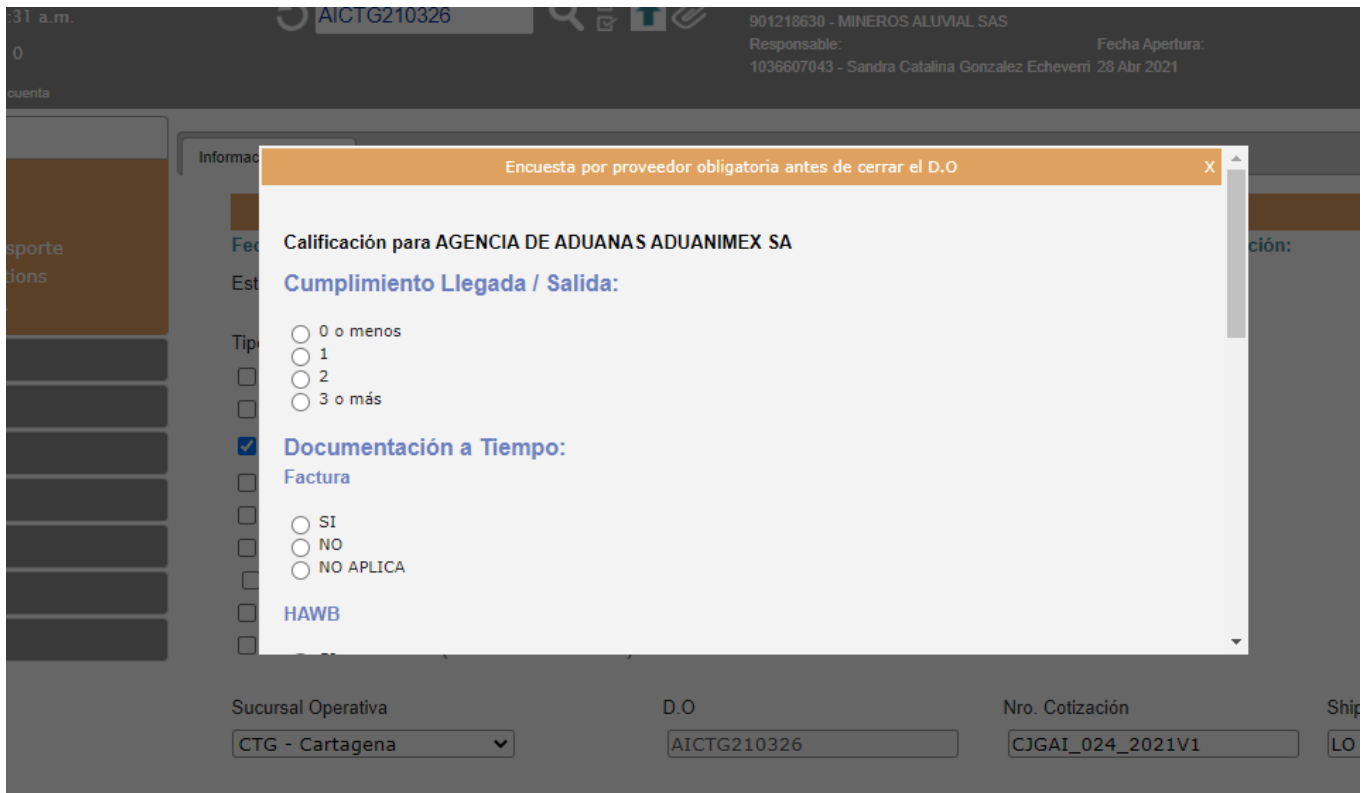 :31 a.m.
AICTG210326
901218630 - MINEROS ALUVIAL SAS
0
Responsable:
Fecha Apertura:
1036607043 - Sandra Catalina Gonzalez Echeverri 28 Abr 2021
cuenta
Informac
Encuesta por proveedor obligatoria antes de cerrar el D.O
X
sporte
Fec
Calificación para AGENCIA DE ADUANAS ADUANIMEX SA
ción:
Est
Cumplimiento Llegada / Salida:
0 o menos
Tipo
1
2
3 o más
Documentación a Tiempo:
Factura
SI
NO
NO APLICA
HAWB
Sucursal Operativa
D.O
Nro. Cotización
Ship
CTG - Cartagena
AICTG210326
CJGAI_024_2021V1
LO